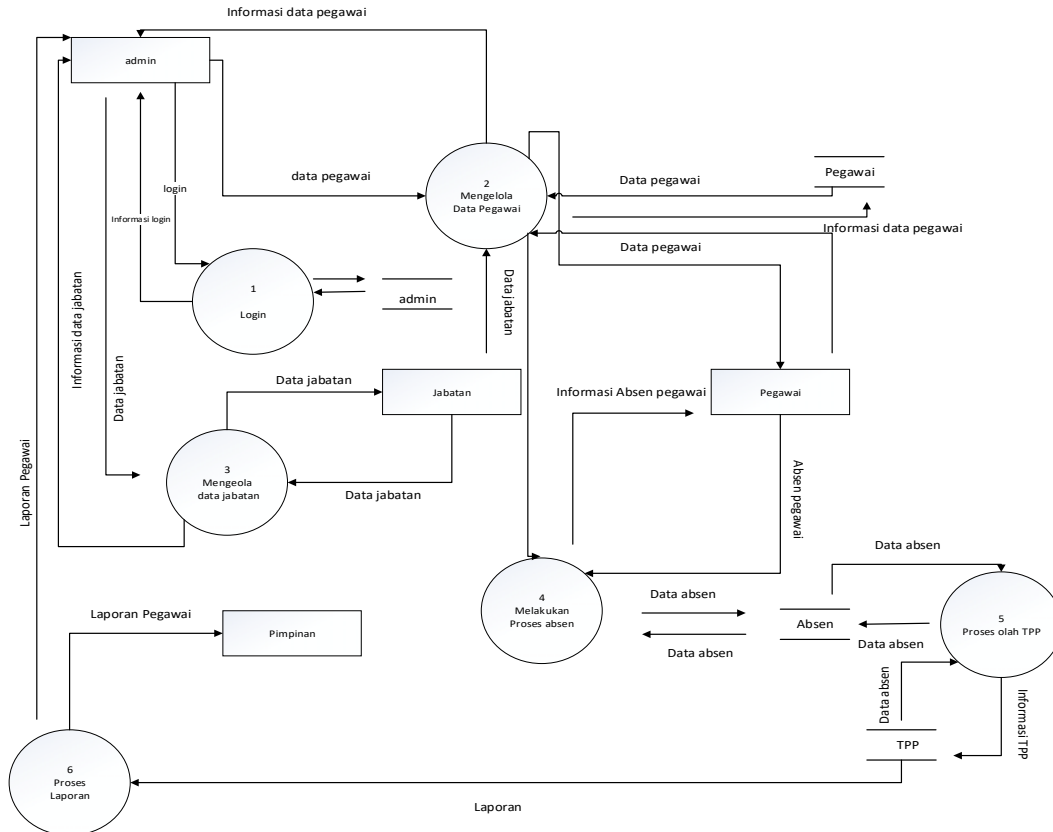 Informasi data pegawai
admin
data pegawai
login
Informasi login
2
Mengelola
Data Pegawai
Data pegawai
Pegawai
Informasi data pegawai
Data pegawai
1
Login
admin
Data jabatan
Informasi data jabatan
Data jabatan
Laporan Pegawai
Data jabatan
Jabatan
Informasi Absen pegawai
Pegawai
3
Mengeola
data jabatan
Data jabatan
Absen pegawai
4
Melakukan
Proses absen
Data absen
Data absen
Data absen
Absen
Data absen
5
Proses olah TPP
Data absen
Informasi TPP
TPP
Laporan Pegawai
Pimpinan
6
Proses
Laporan
Laporan